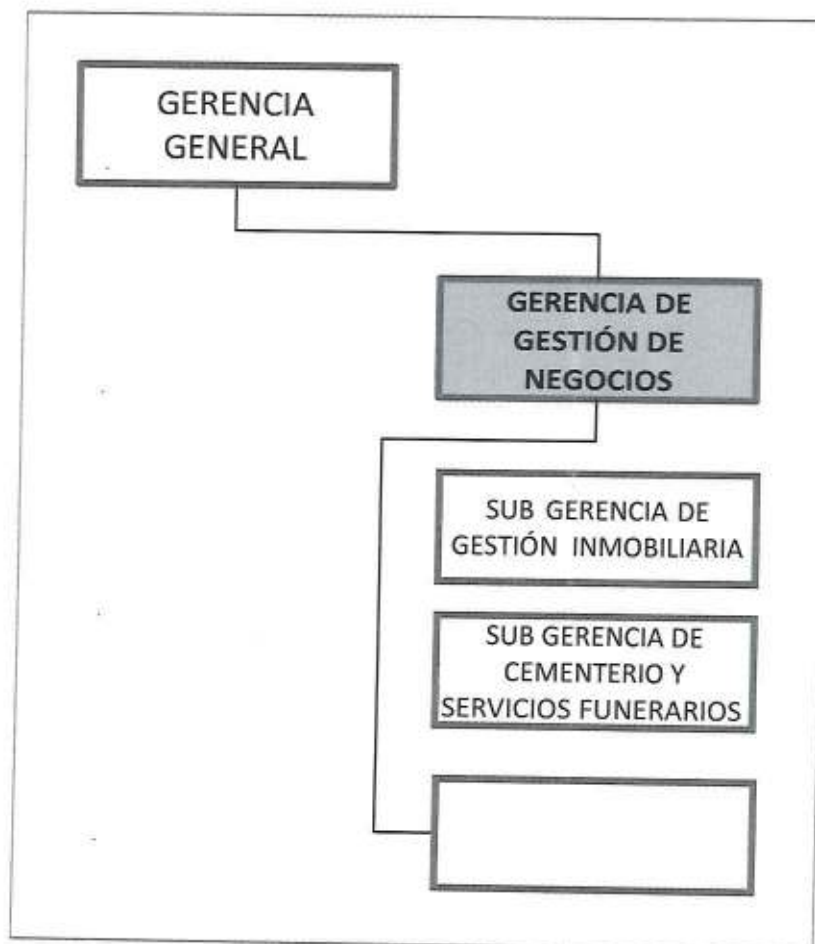 GERENCIA
GENERAL
GERENCIA DE
GESTIÓN DE
NEGOCIOS
SUB GERENCIA DE
GESTIÓN INMOBILIARIA
SUB GERENCIA DE
CEMENTERIO Y
SERVICIOS FUNERARIOS